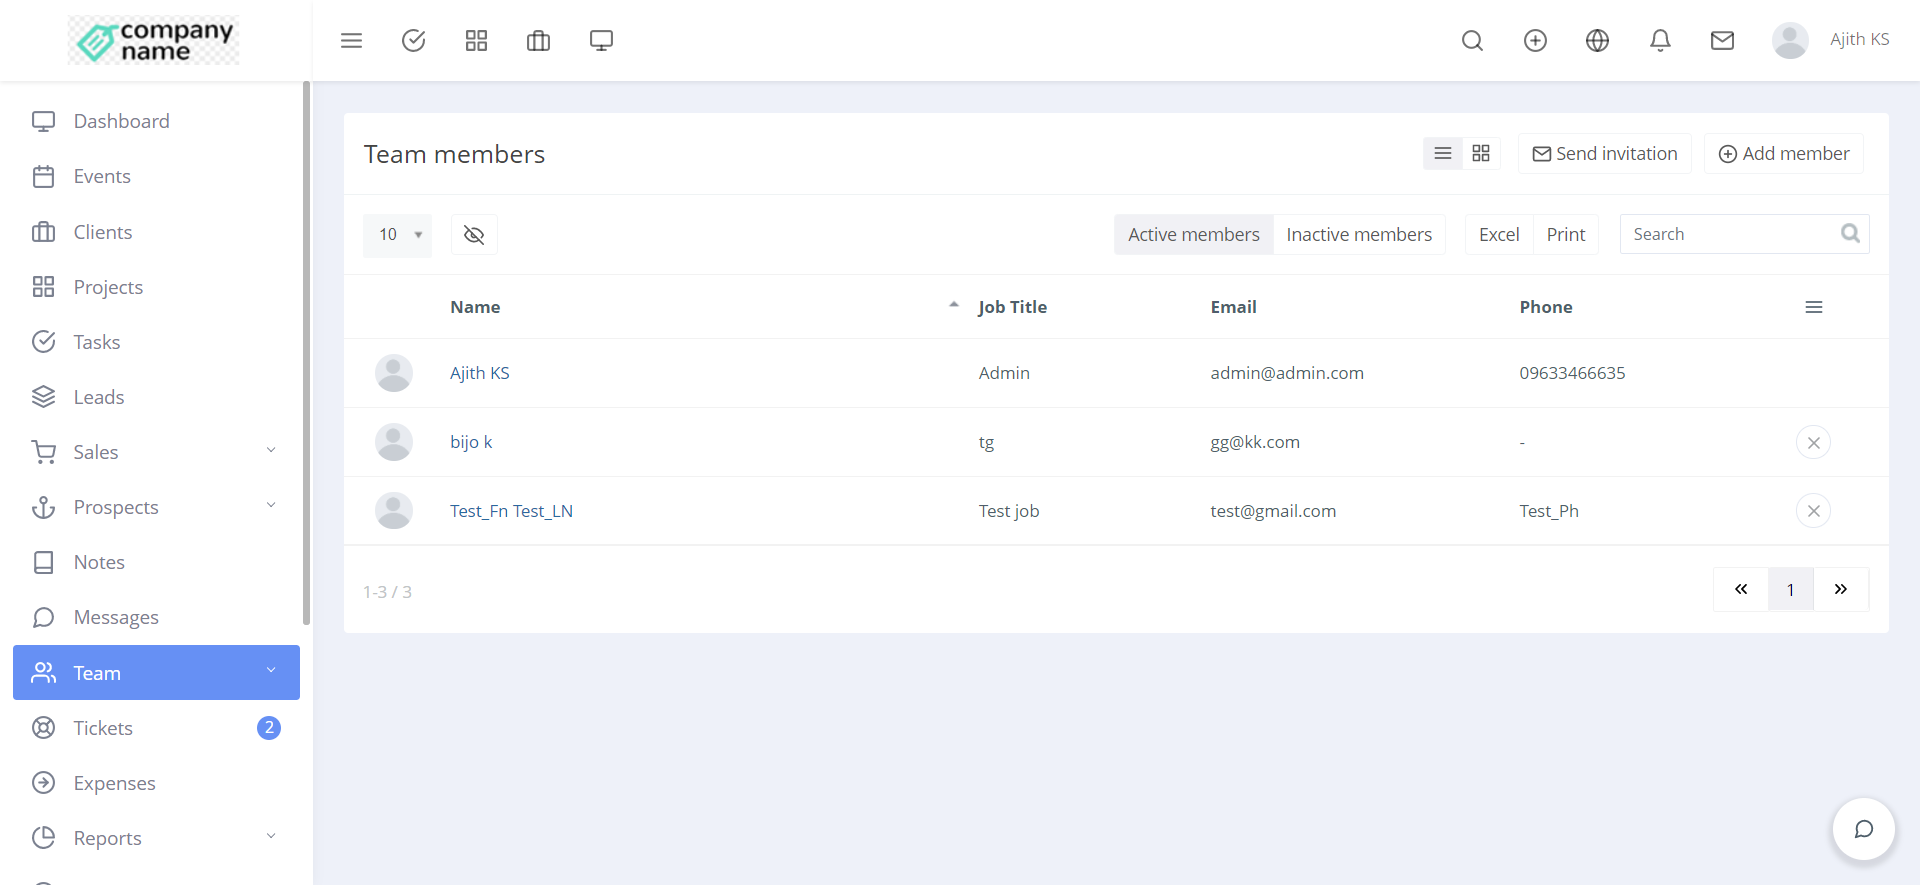 company
name
Ajith KS
Dashboard
Events
Clients
Projects
Tasks
Leads
Sales
Prospects
Notes
Messages
Team
Tickets 2
Expenses
Reports
Team members
Send invitation
Add member
10
Active members Inactive members Excel Print Search
Name Job Title Email Phone
Ajith KS Admin admin@admin.com 09633466635
bijo k tg gg@kk.com -
Test_Fn Test_LN Test job test@gmail.com Test_Ph
1-3 / 3
« 1 »